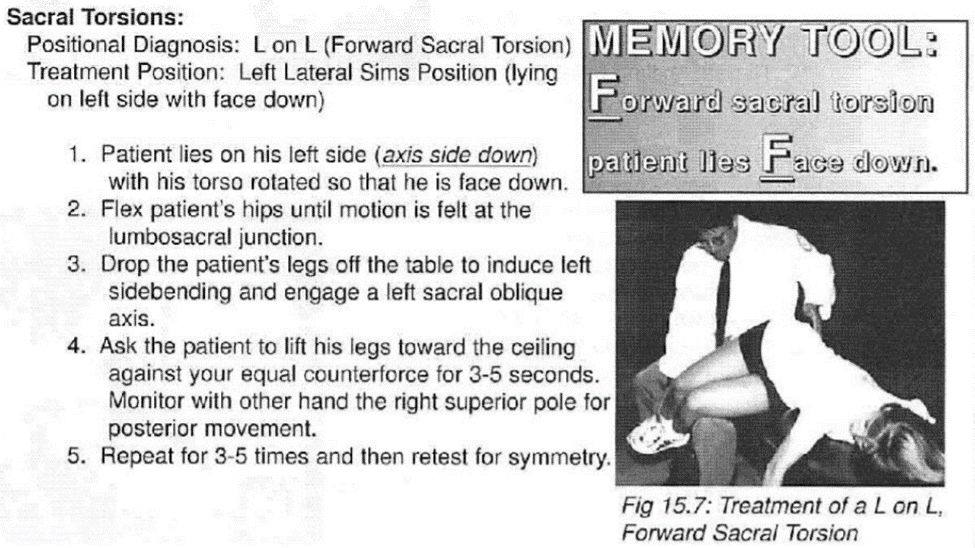 Sacral Torsions:
Positional Diagnosis: L on L (Forward Sacral Torsion)
Treatment Position: Left Lateral Sims Position (lying
on left side with face down)
1. Patient lies on his left side (axis side down)
with his torso rotated so that he is face down.
2. Flex patient's hips until motion is felt at the
lumbosacral junction.
3. Drop the patient's legs off the table to induce left
sidebending and engage a left sacral oblique
axis.
4. Ask the patient to lift his legs toward the ceiling
against your equal counterforce for 3-5 seconds.
Monitor with other hand the right superior pole for
posterior movement.
5. Repeat for 3-5 times and then retest for symmetry.
MEMORY TOOL:
Forward sacral torsion
patient lies Face down.
Fig 15.7: Treatment of a L on L,
Forward Sacral Torsion